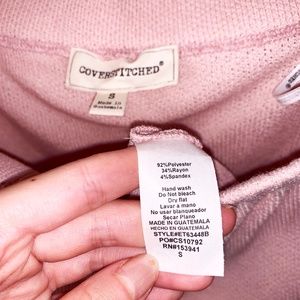 COVERSTITCHED®
S
Made in
Guatemala
92%Polyester
34%Rayon
4%Spandex
Hand wash
Do not bleach
Dry flat
Lavar a mano
No usar blanqueador
Secar Plano
MADE IN GUATEMALA
HECHO EN GUATEMALA
STYLE#ET63448B
PO#CS10792
RN#153941
S